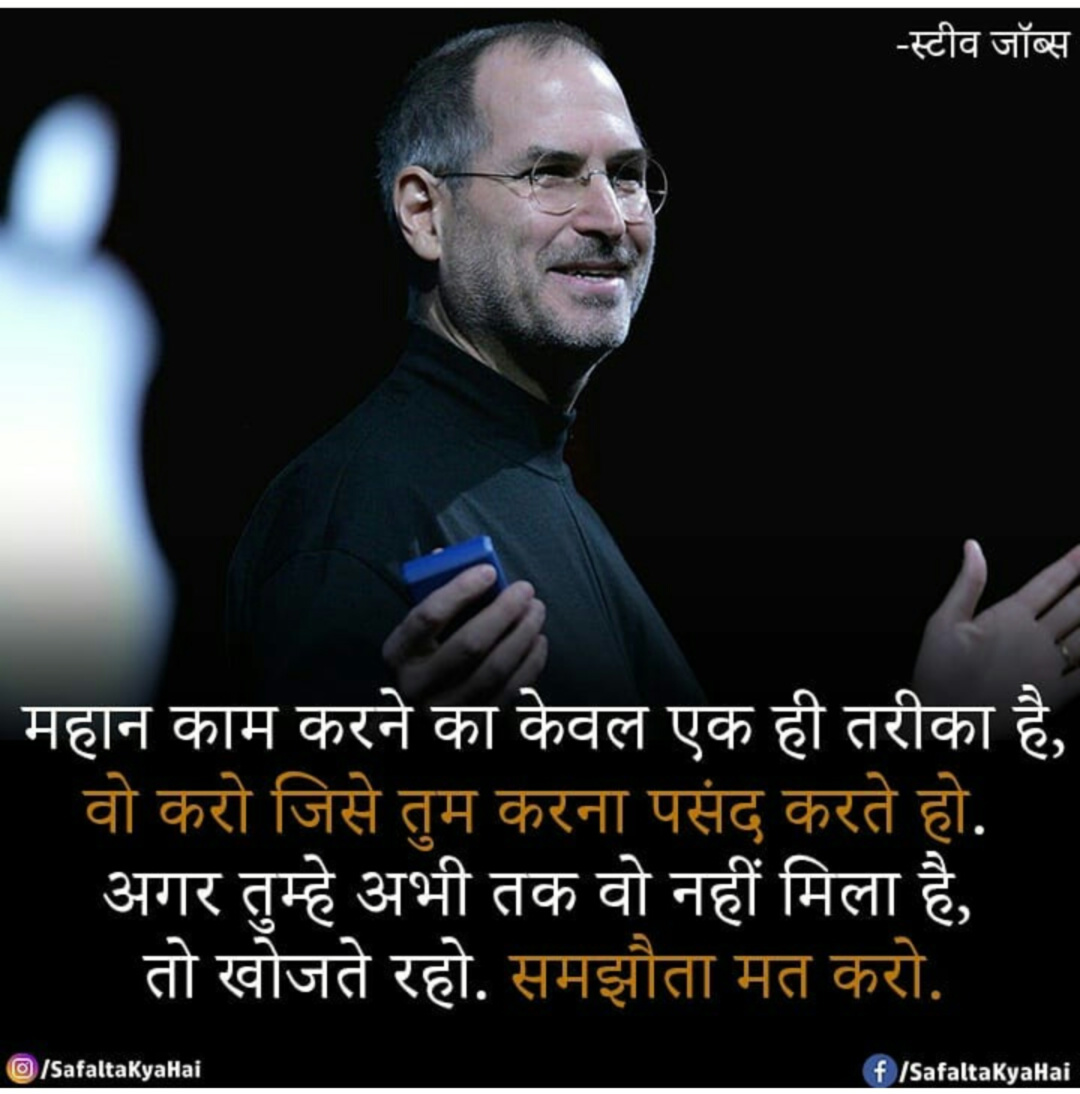 -स्टीव जॉब्स
महान काम करने का केवल एक ही तरीका है,
वो करो जिसे तुम करना पसंद करते हो.
अगर तुम्हे अभी तक वो नहीं मिला है,
तो खोजते रहो. समझौता मत करो.
/SafaltaKyaHai
/SafaltaKyaHai